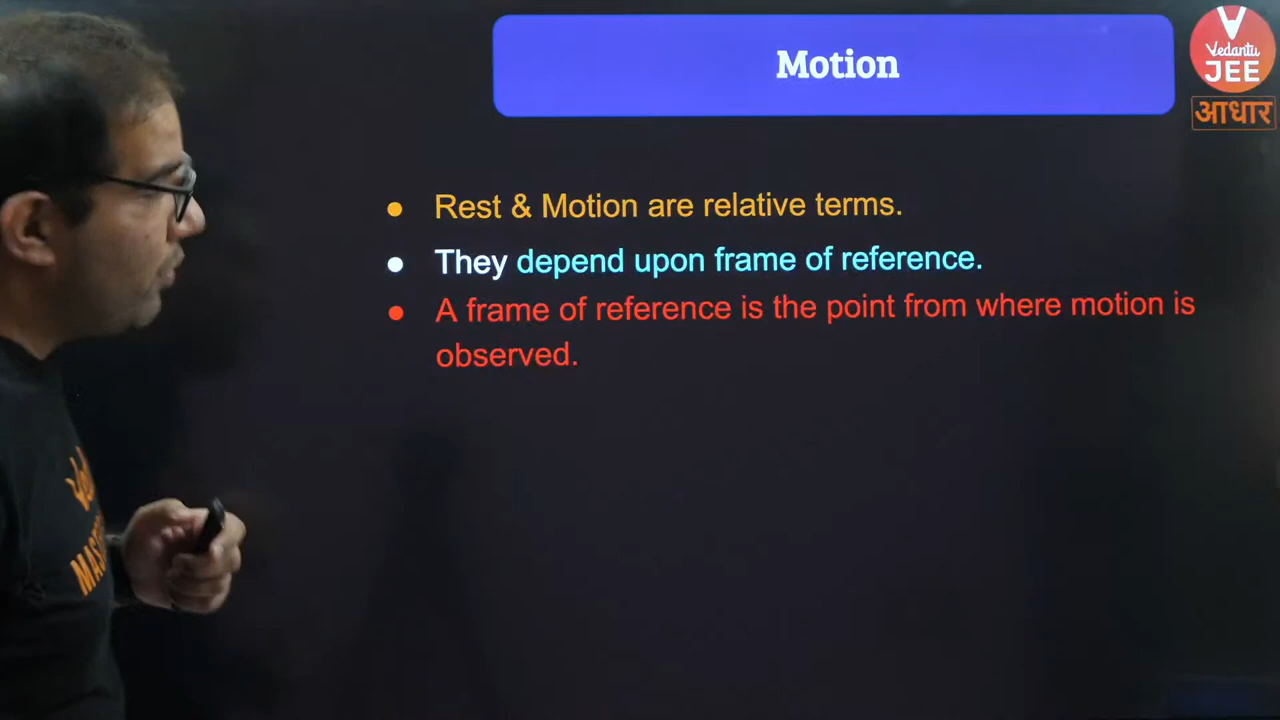 Motion
Vedantu
JEE
आधार
Rest & Motion are relative terms.
They depend upon frame of reference.
A frame of reference is the point from where motion is
observed.